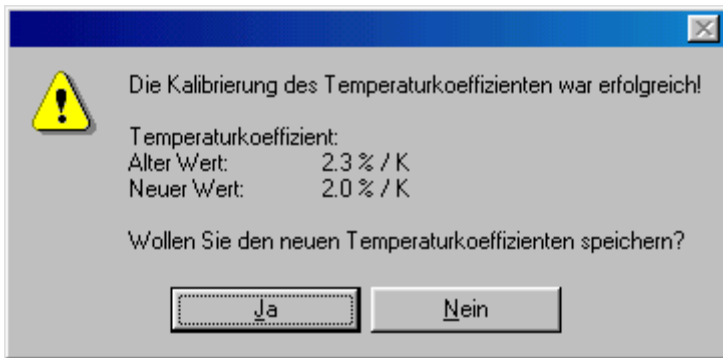 Die Kalibrierung des Temperaturkoeffizienten war erfolgreich!
Temperaturkoeffizient:
Alter Wert: 2.3 % / K
Neuer Wert: 2.0 % / K
Wollen Sie den neuen Temperaturkoeffizienten speichern?
Ja Nein